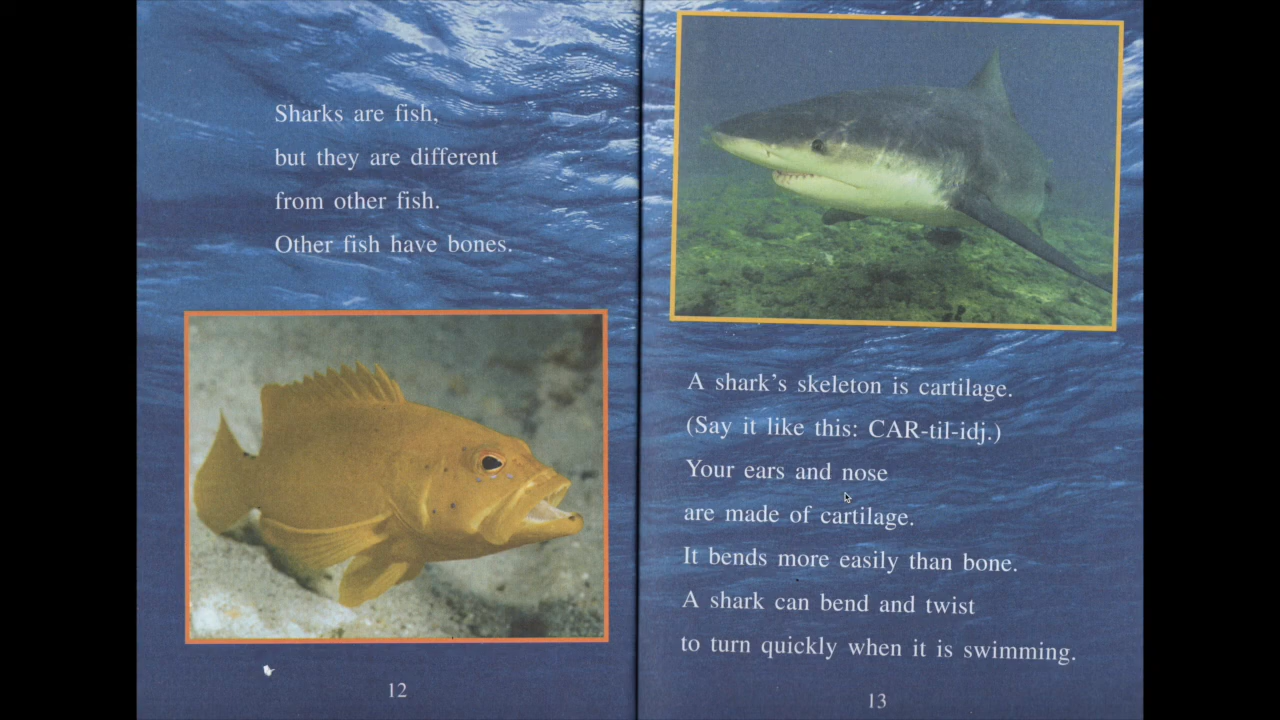 Sharks are fish,
but they are different
from other fish.
Other fish have bones.
12
A shark's skeleton is cartilage.
(Say it like this: CAR-til-idj.)
Your ears and nose
are made of cartilage.
It bends more easily than bone.
A shark can bend and twist
to turn quickly when it is swimming.
13